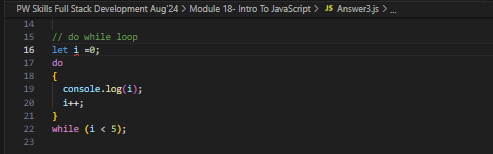 PW Skills Full Stack Development Aug'24 > Module 18- Intro To JavaScript > JS Answer3.js > ...
14
15 // do while loop
16 let i =0;
17 do
18 {
19 console.log(i);
20 i++;
21 }
22 while (i < 5);
23